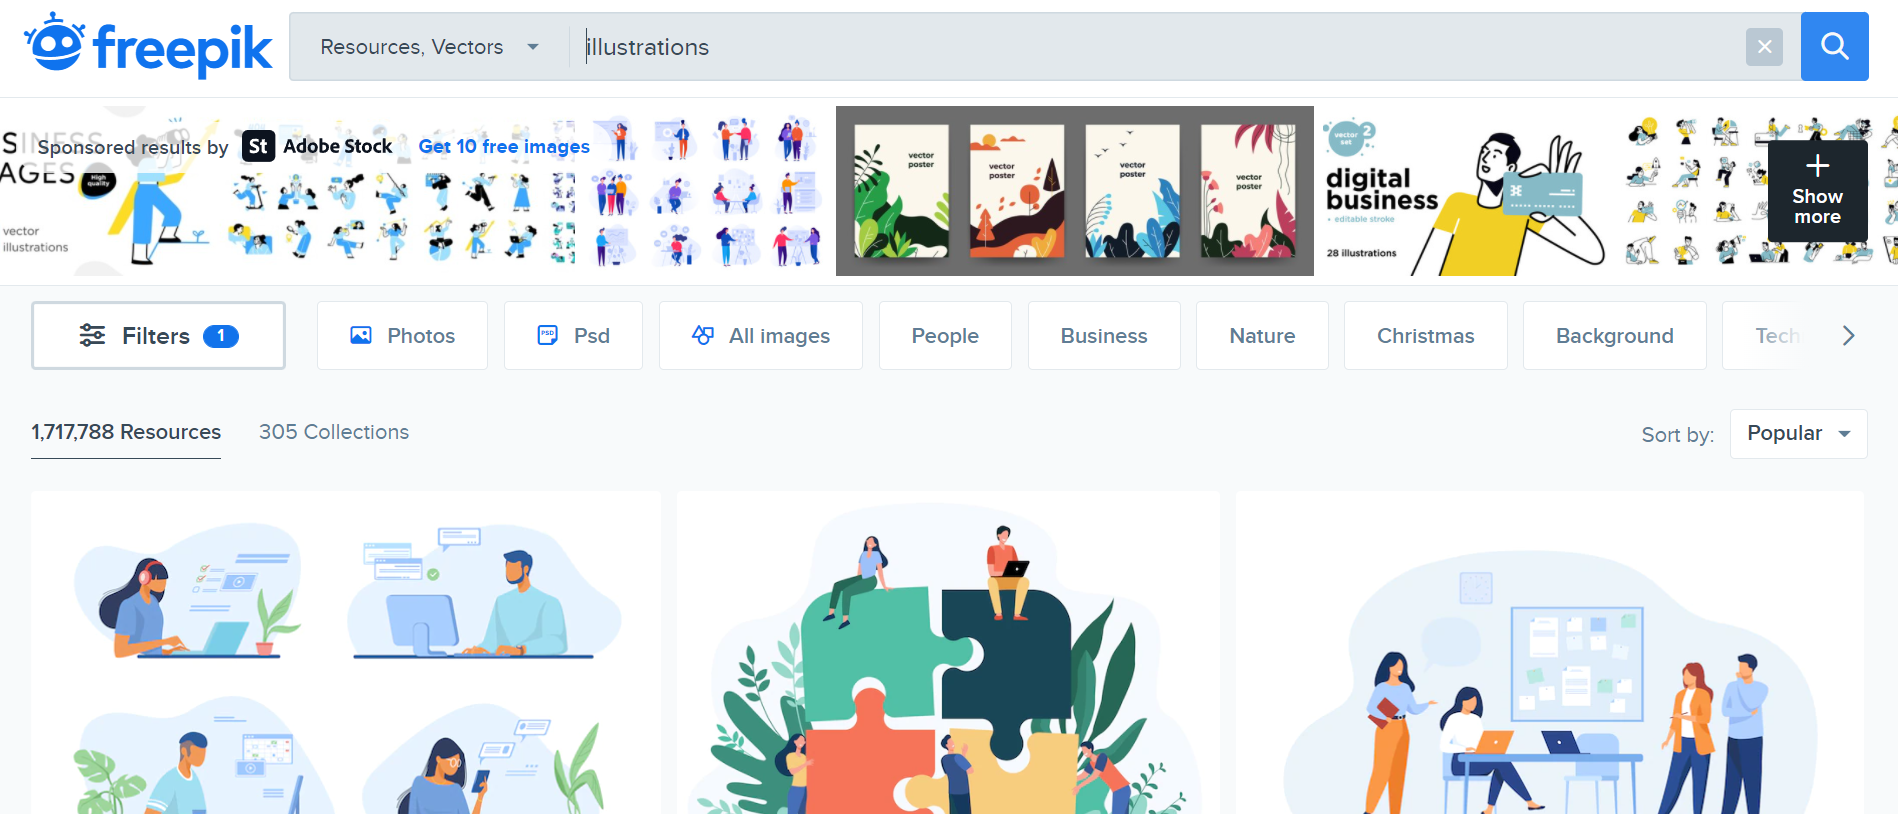 freepik
Resources, Vectors
illustrations
SINESS
AGES
Sponsored results by
St Adobe Stock
Get 10 free images
High
quality
vector
illustrations
vector
poster
vector
poster
vector
poster
vector
poster
vector 2
set
digital
business
• editable stroke
28 illustrations
+
Show
more
Filters 1
Photos
PSD
Psd
All images
People
Business
Nature
Christmas
Background
Tech
1,717,788 Resources
305 Collections
Sort by:
Popular